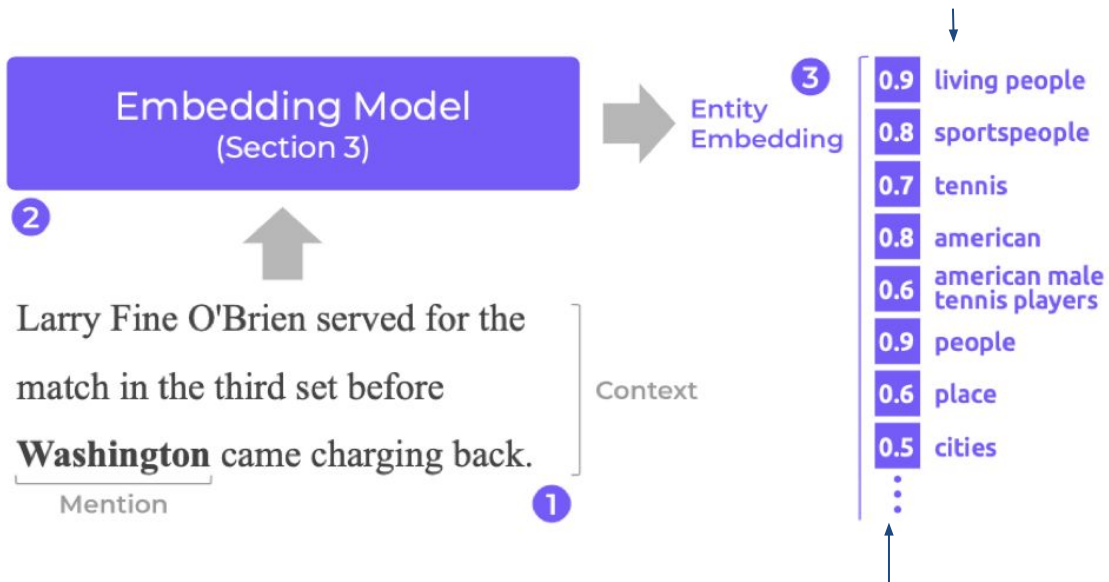 Embedding Model
(Section 3)
2
Larry Fine O'Brien served for the
match in the third set before
Washington came charging back.
Mention
1
Context
3
Entity
Embedding
0.9 living people
0.8 sportspeople
0.7 tennis
0.8 american
0.6 american male
tennis players
0.9 people
0.6 place
0.5 cities